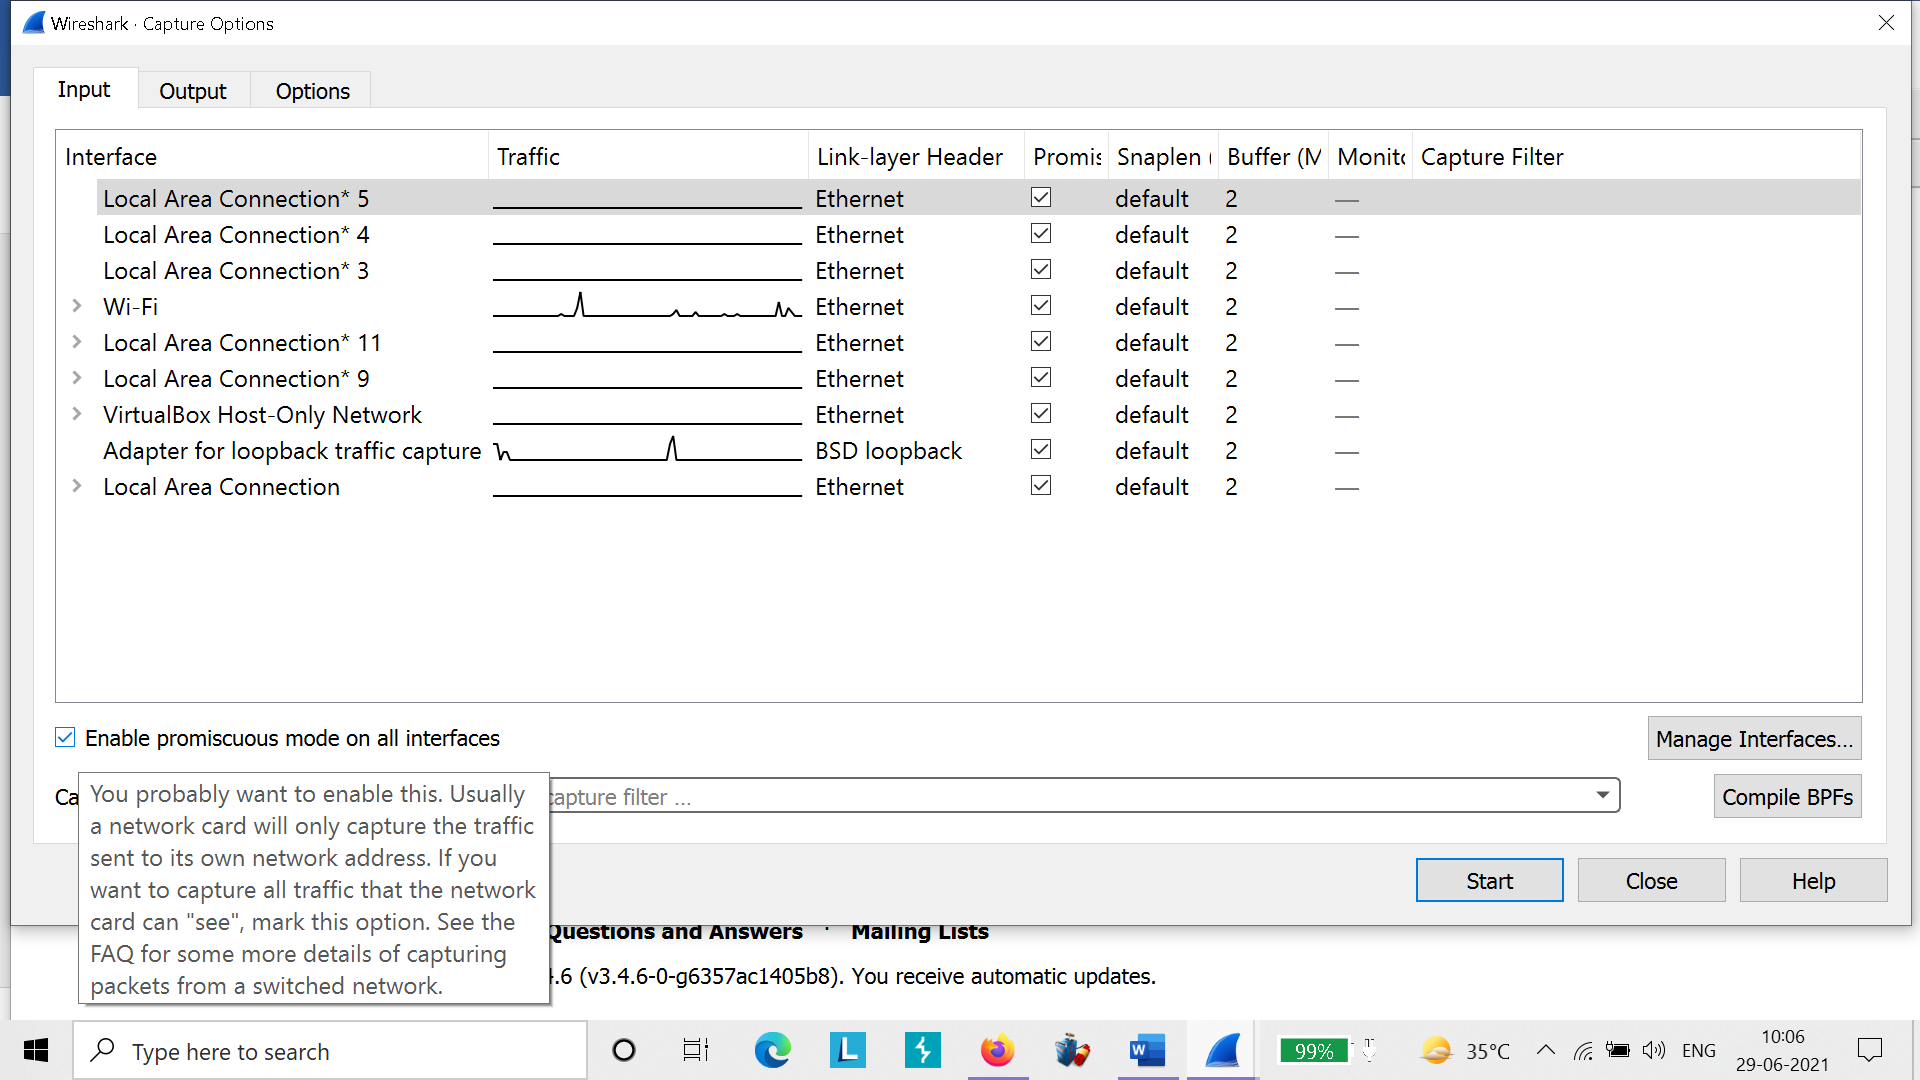 Wireshark · Capture Options
Input Output Options
Interface Traffic Link-layer Header Promis Snaplen ( Buffer (M Monito Capture Filter
Local Area Connection* 5 Ethernet default 2 —
Local Area Connection* 4 Ethernet default 2 —
Local Area Connection* 3 Ethernet default 2 —
Wi-Fi Ethernet default 2 —
Local Area Connection* 11 Ethernet default 2 —
Local Area Connection* 9 Ethernet default 2 —
VirtualBox Host-Only Network Ethernet default 2 —
Adapter for loopback traffic capture BSD loopback default 2 —
Local Area Connection Ethernet default 2 —
Enable promiscuous mode on all interfaces Manage Interfaces...
Ca capture filter ... Compile BPFs
You probably want to enable this. Usually
a network card will only capture the traffic
sent to its own network address. If you
want to capture all traffic that the network
card can "see", mark this option. See the
FAQ for some more details of capturing
packets from a switched network.
Start Close Help
Questions and Answers · Mailing Lists
.6 (v3.4.6-0-g6357ac1405b8). You receive automatic updates.
Type here to search L W 99% 35°C ENG 10:06
29-06-2021